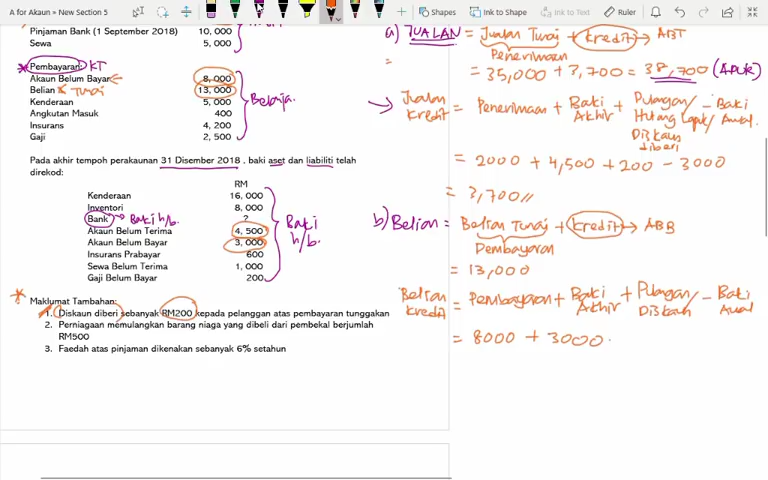 A for Akaun > New Section 5
Shapes
Ink to Shape
Ink to Text
Ruler
Pinjaman Bank (1 September 2018) 10, 000
Sewa 5, 000
* Pembayaran: KT
Akaun Belum Bayar 8, 000
Belian Tunai 13, 000
Kenderaan 5, 000
Angkutan Masuk 400
Insurans 4, 200
Gaji 2, 500
Belanja.
Pada akhir tempoh perakaunan 31 Disember 2018 , baki aset dan liabiliti telah
direkod:
RM
Kenderaan 16, 000
Inventori 8, 000
Bank Baki h/b. ?
Akaun Belum Terima 4, 500
Akaun Belum Bayar 3, 000
Insurans Prabayar 600
Sewa Belum Terima 1, 000
Gaji Belum Bayar 200
Baki
h/b.
* Maklumat Tambahan:
1. Diskaun diberi sebanyak RM200 kepada pelanggan atas pembayaran tunggakan
2. Perniagaan memulangkan barang niaga yang dibeli dari pembekal berjumlah
RM500
3. Faedah atas pinjaman dikenakan sebanyak 6% setahun
a) JUALAN = Jualan Tunai + Kredit → ABT
Penerimaan
=
= 35,000 + 3,700 = 38,700 (APUR)
→ Jualan Kredit = Penerimaan + Baki Akhir + Pulangan/ Hutang Lapuk/ Diskaun diberi - Baki Awal.
= 2000 + 4,500 + 200 - 3000
= 3,700 //
b) Belian = Belian Tunai + Kredit → ABB
Pembayaran
= 13,000
Belian Kredit = Pembayaran + Baki Akhir + Pulangan/ Diskaun - Baki Awal
= 8000 + 3000